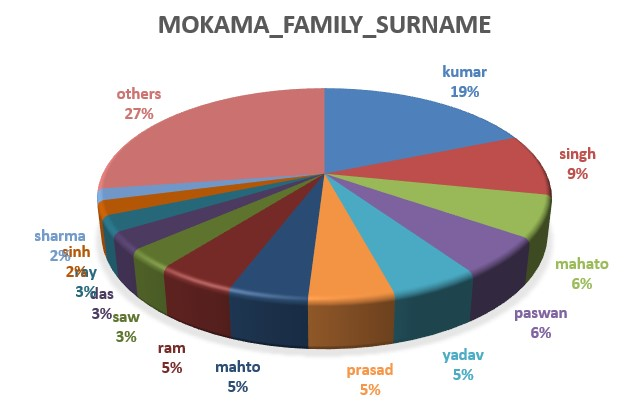 MOKAMA_FAMILY_SURNAME
kumar
19%
singh
9%
mahato
6%
paswan
6%
yadav
5%
prasad
5%
mahto
5%
ram
5%
saw
3%
das
3%
ray
3%
sinh
2%
sharma
2%
others
27%